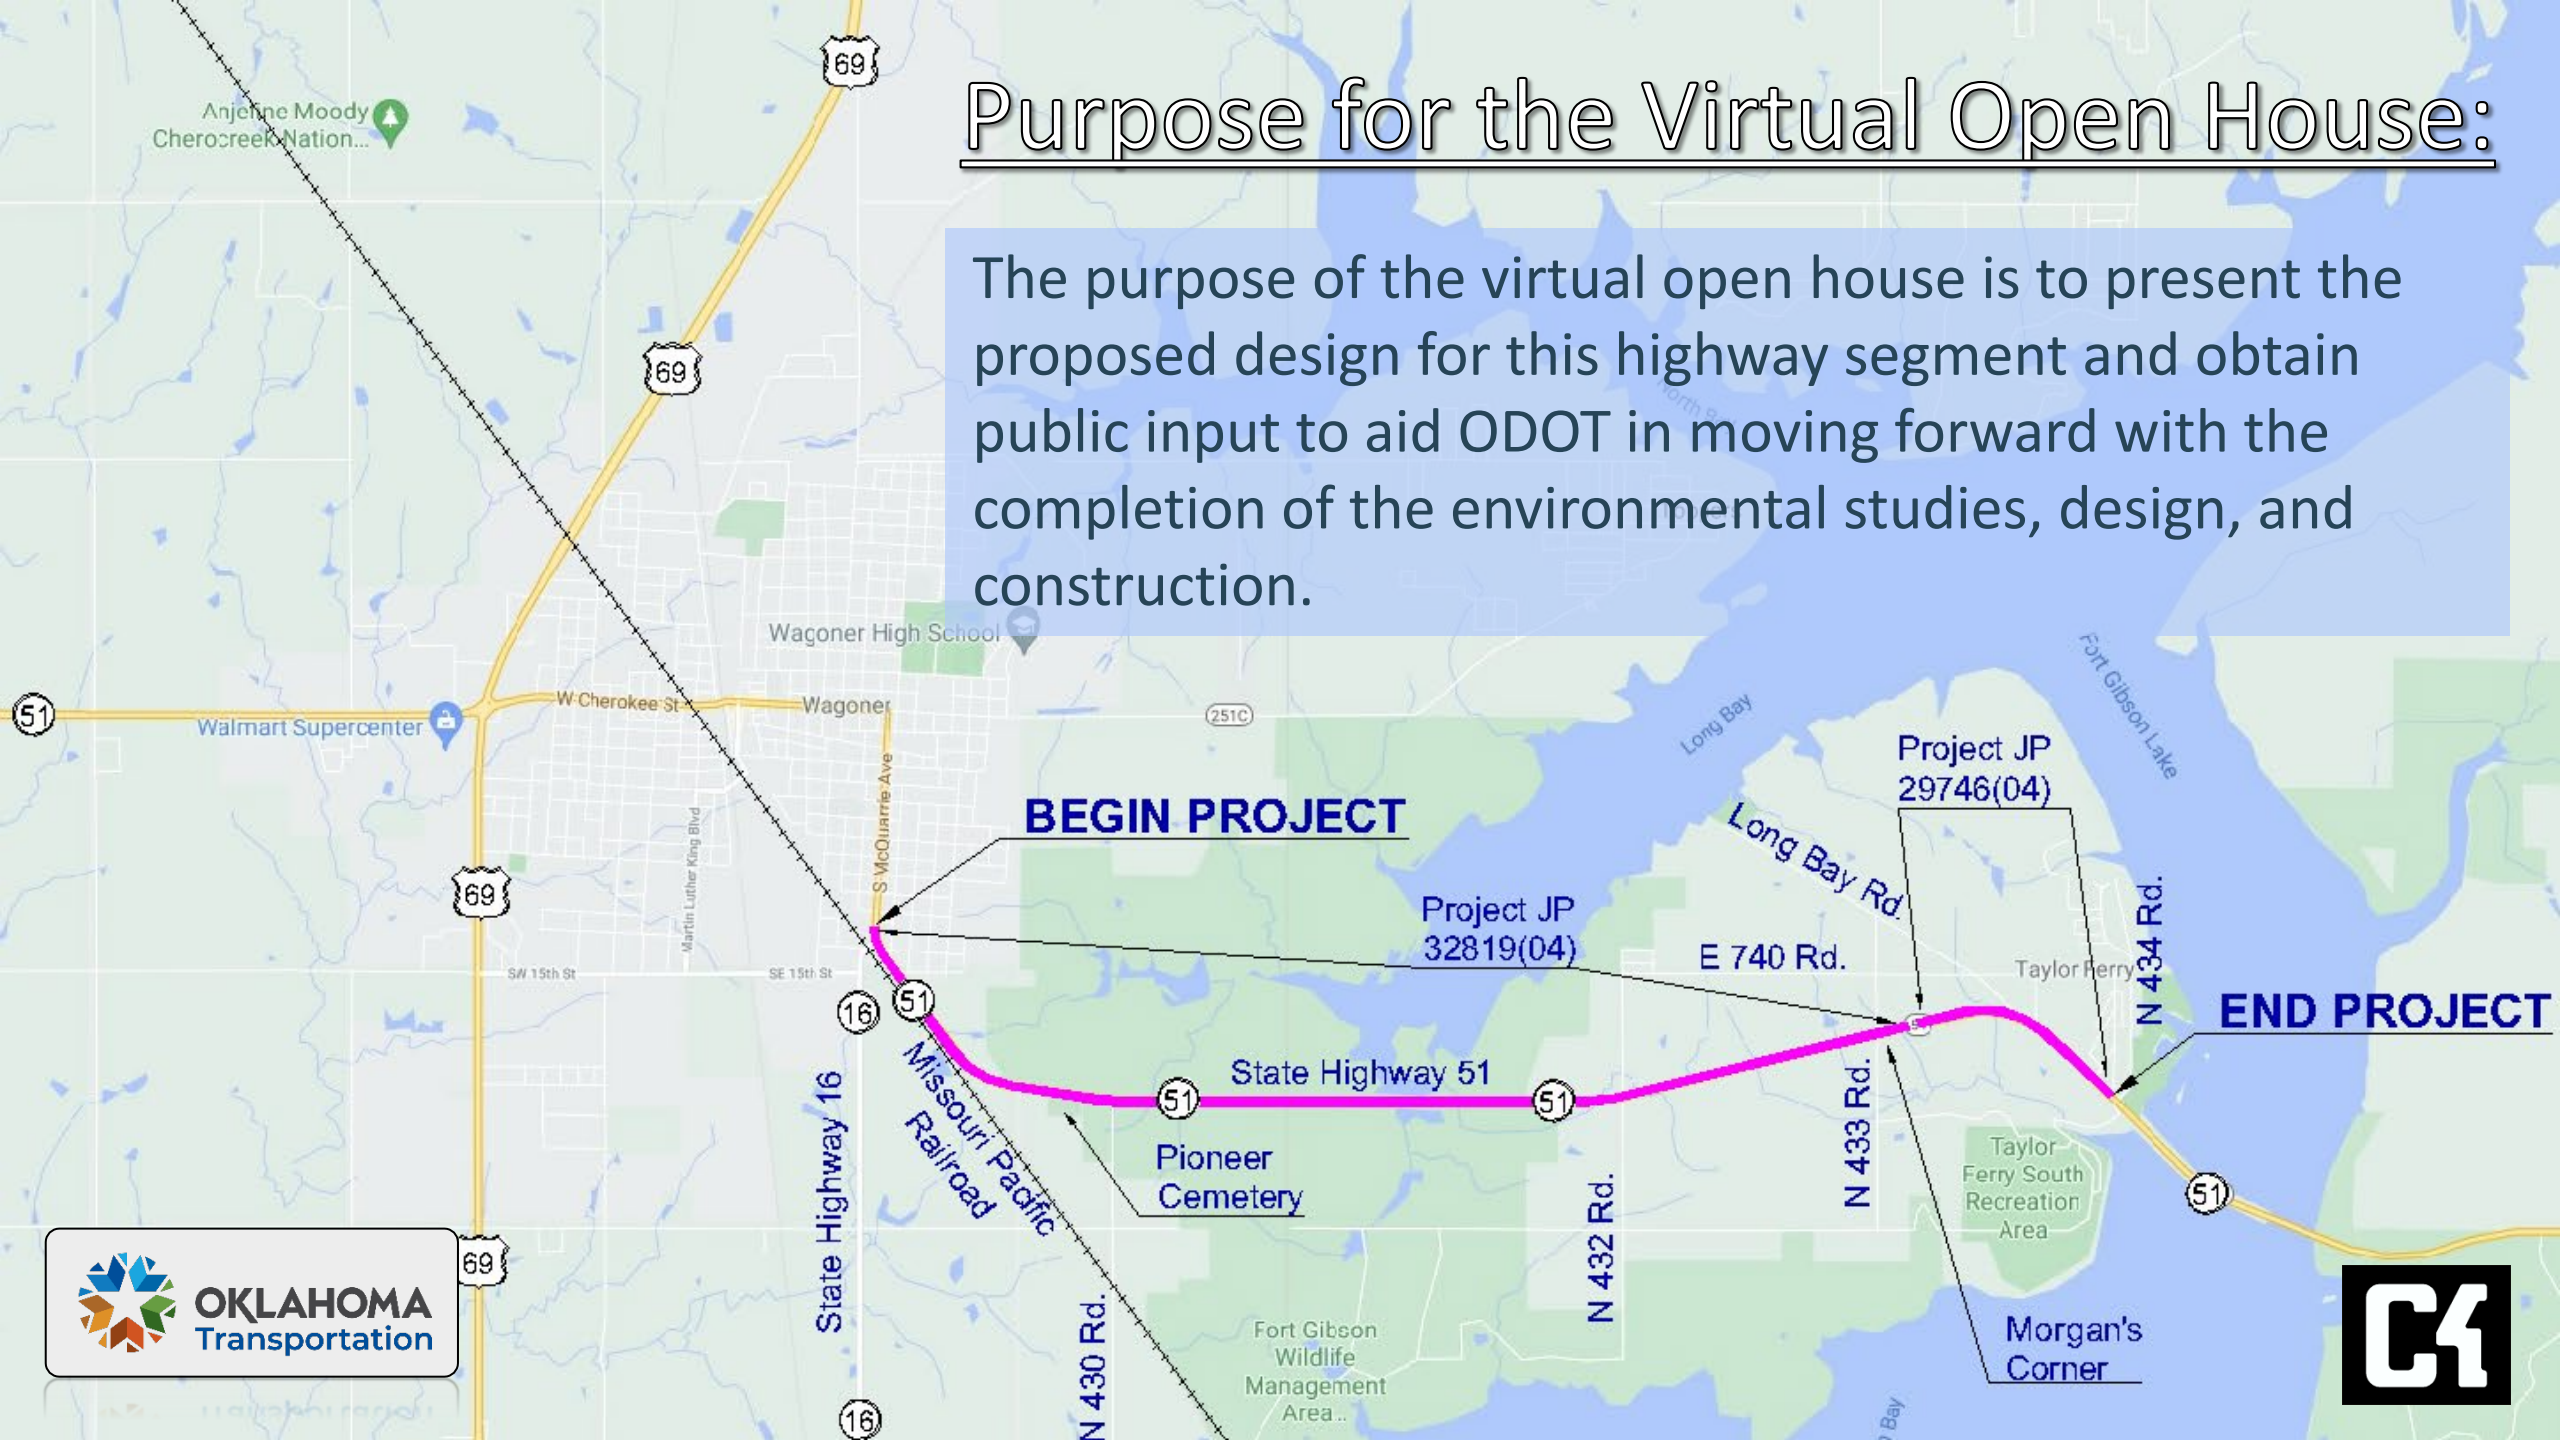 Purpose for the Virtual Open House:
The purpose of the virtual open house is to present the
proposed design for this highway segment and obtain
public input to aid ODOT in moving forward with the
completion of the environmental studies, design, and
construction.
69
Anjeline Moody
Cherocreek Nation...
69
Wagoner High School
51
W Cherokee St
Wagoner
Walmart Supercenter
251C
Long Bay
Fort Gibson Lake
Project JP
29746(04)
BEGIN PROJECT
S McQuarrie Ave
Martin Luther King Blvd
Long Bay Rd.
69
Project JP
32819(04)
E 740 Rd.
Taylor Ferry
N 434 Rd.
SW 15th St
SE 15th St
16
51
END PROJECT
State Highway 51
51
51
Missouri Pacific
Railroad
State Highway 16
Pioneer
Cemetery
N 433 Rd.
N 432 Rd.
Taylor
Ferry South
Recreation
Area
51
69
OKLAHOMA
Transportation
N 430 Rd.
Fort Gibson
Wildlife
Management
Area..
Morgan's
Corner
16
Bay
C4